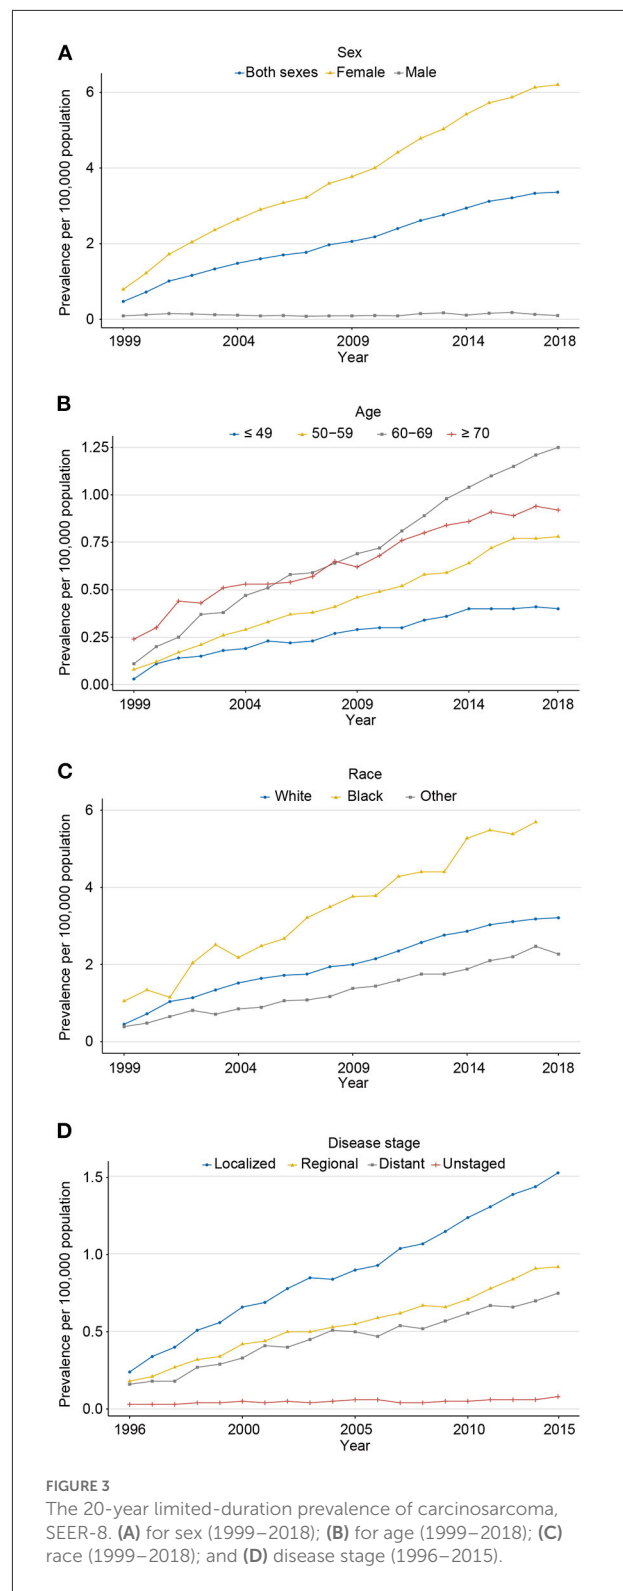 A
Sex
Both sexes Female Male
Prevalence per 100,000 population
6
4
2
0
1999 2004 2009 2014 2018
Year
B
Age
≤ 49 50−59 60−69 ≥ 70
Prevalence per 100,000 population
1.25
1.00
0.75
0.50
0.25
0.00
1999 2004 2009 2014 2018
Year
C
Race
White Black Other
Prevalence per 100,000 population
6
4
2
0
1999 2004 2009 2014 2018
Year
D
Disease stage
Localized Regional Distant Unstaged
Prevalence per 100,000 population
1.5
1.0
0.5
0.0
1996 2000 2005 2010 2015
Year
FIGURE 3
The 20-year limited-duration prevalence of carcinosarcoma,
SEER-8. (A) for sex (1999–2018); (B) for age (1999–2018); (C)
race (1999–2018); and (D) disease stage (1996–2015).